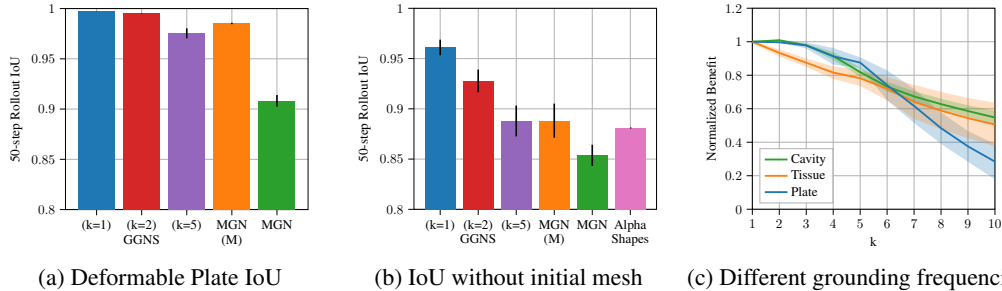 50-step Rollout IoU
1
0.95
0.9
0.85
0.8
(k=1) (k=2) (k=5) MGN MGN
GGNS (M)
(a) Deformable Plate IoU
50-step Rollout IoU
1
0.95
0.9
0.85
0.8
(k=1) (k=2) (k=5) MGN MGN Alpha
GGNS (M) Shapes
(b) IoU without initial mesh
Normalized Benefit
1.2
1
0.8
0.6
0.4
0.2
0
Cavity
Tissue
Plate
1 2 3 4 5 6 7 8 9 10
k
(c) Different grounding frequenci